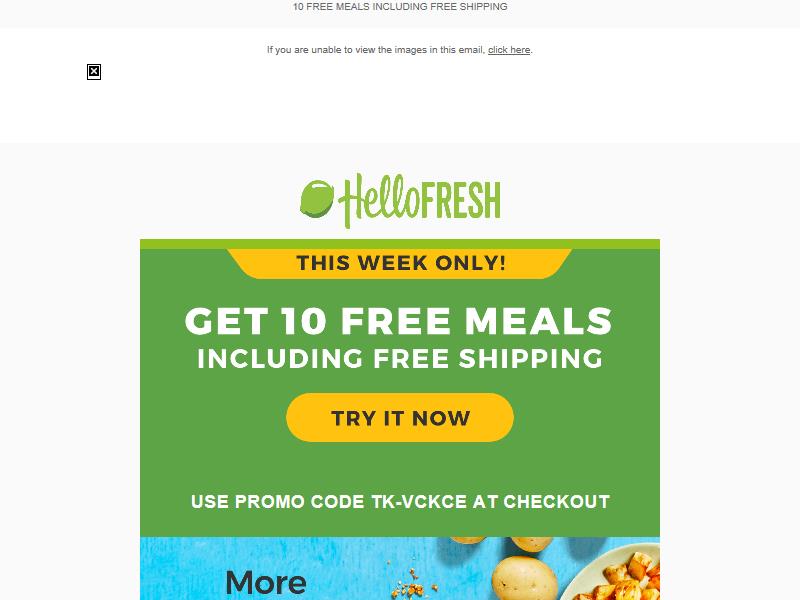 10 FREE MEALS INCLUDING FREE SHIPPING
If you are unable to view the images in this email, click here.
HelloFRESH
THIS WEEK ONLY!
GET 10 FREE MEALS
INCLUDING FREE SHIPPING
TRY IT NOW
USE PROMO CODE TK-VCKCE AT CHECKOUT
More